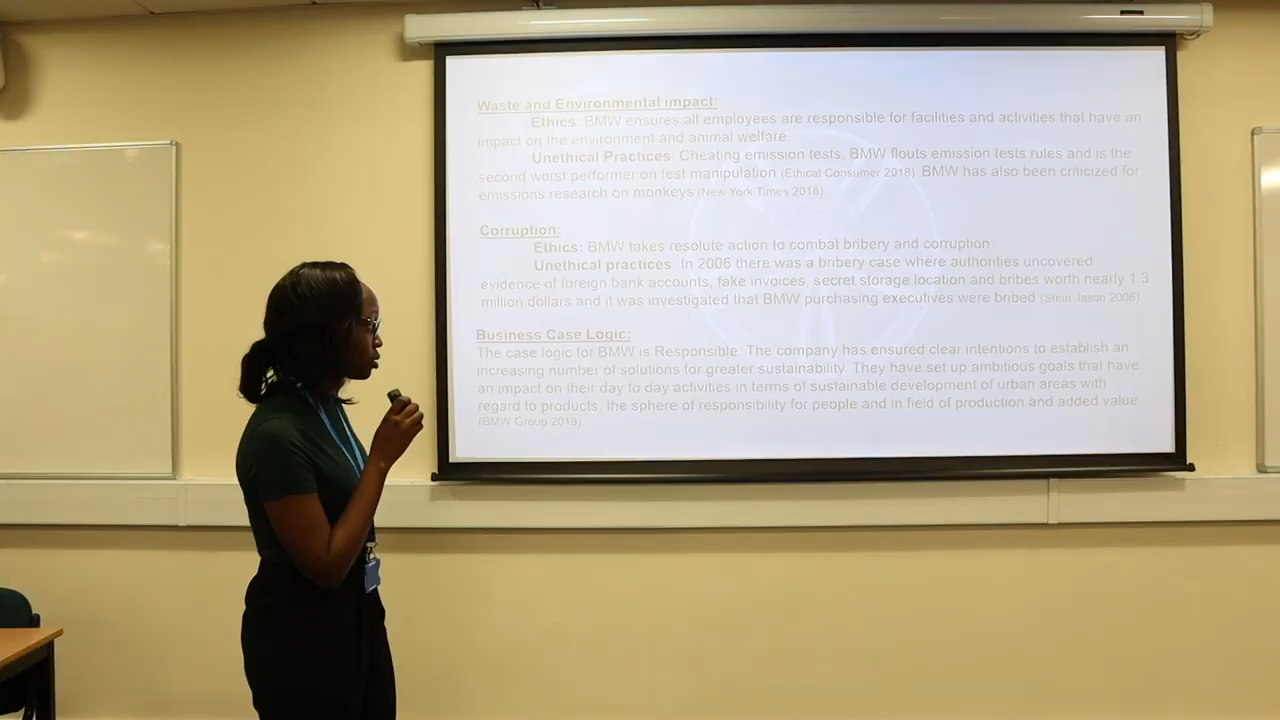 Waste and Environmental impact:
Ethics: BMW ensures all employees are responsible for facilities and activities that have an
impact on the environment and animal welfare.
Unethical Practices: Cheating emission tests, BMW flouts emission tests rules and is the
second worst performer on test manipulation (Ethical Consumer 2018). BMW has also been criticized for
emissions research on monkeys (New York Times 2018)
Corruption:
Ethics: BMW takes resolute action to combat bribery and corruption
Unethical practices: In 2006 there was a bribery case where authorities uncovered
evidence of foreign bank accounts, fake invoices, secret storage location and bribes worth nearly 1.3
million dollars and it was investigated that BMW purchasing executives were bribed (Stein Jason 2006)
Business Case Logic:
The case logic for BMW is Responsible. The company has ensured clear intentions to establish an
increasing number of solutions for greater sustainability. They have set up ambitious goals that have
an impact on their day to day activities in terms of sustainable development of urban areas with
regard to products, the sphere of responsibility for people and in field of production and added value
(BMW Group 2019).